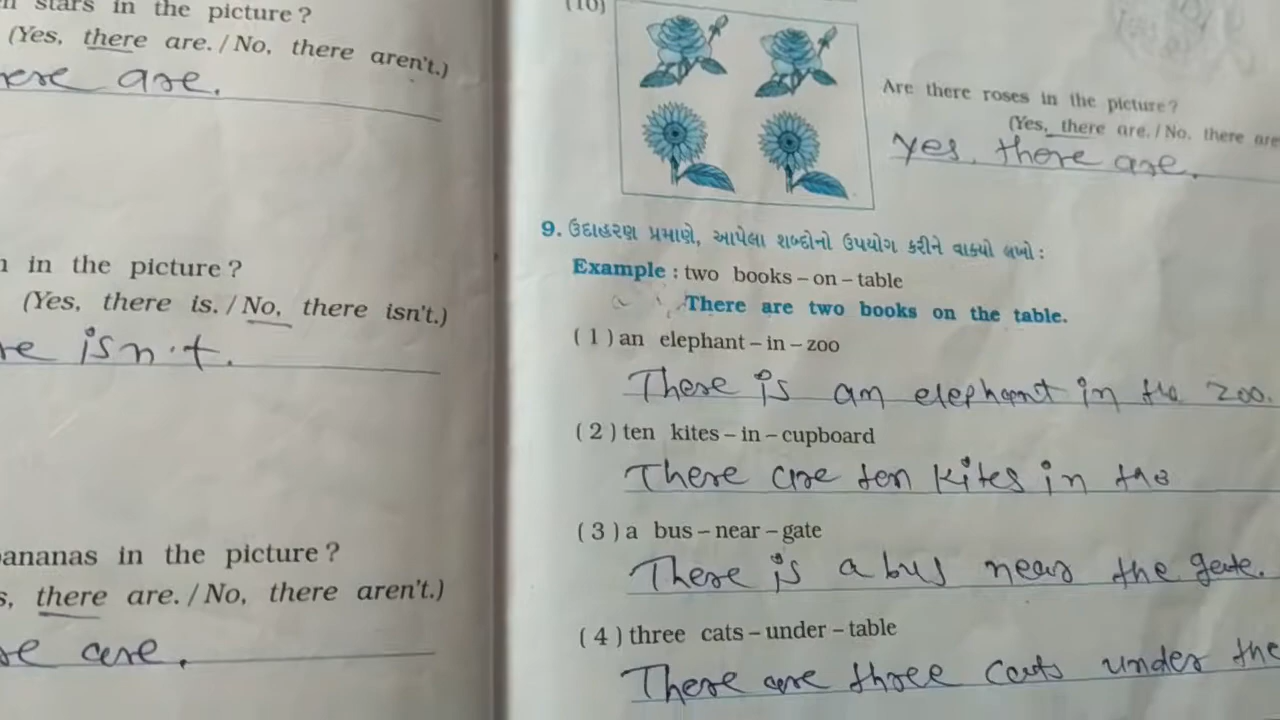 stars in the picture ?
(Yes, there are. / No, there aren't.)
are.
in the picture ?
(Yes, there is. / No, there isn't.)
isn't.
in the picture ?
there are. / No, there aren't.)
are.
(10)
Are there roses in the picture ?
(Yes, there are. / No, there are
yes, there are.
9. ઉદાહરણ પ્રમાણે, આપેલા શબ્દોનો ઉપયોગ કરીને વાક્યો લખો :
Example : two books – on – table
There are two books on the table.
( 1 ) an elephant – in – zoo
There is an elephant in the zoo.
( 2 ) ten kites – in – cupboard
There are ten kites in the
( 3 ) a bus – near – gate
There is a bus near the gate.
( 4 ) three cats – under – table
There are three cats under the